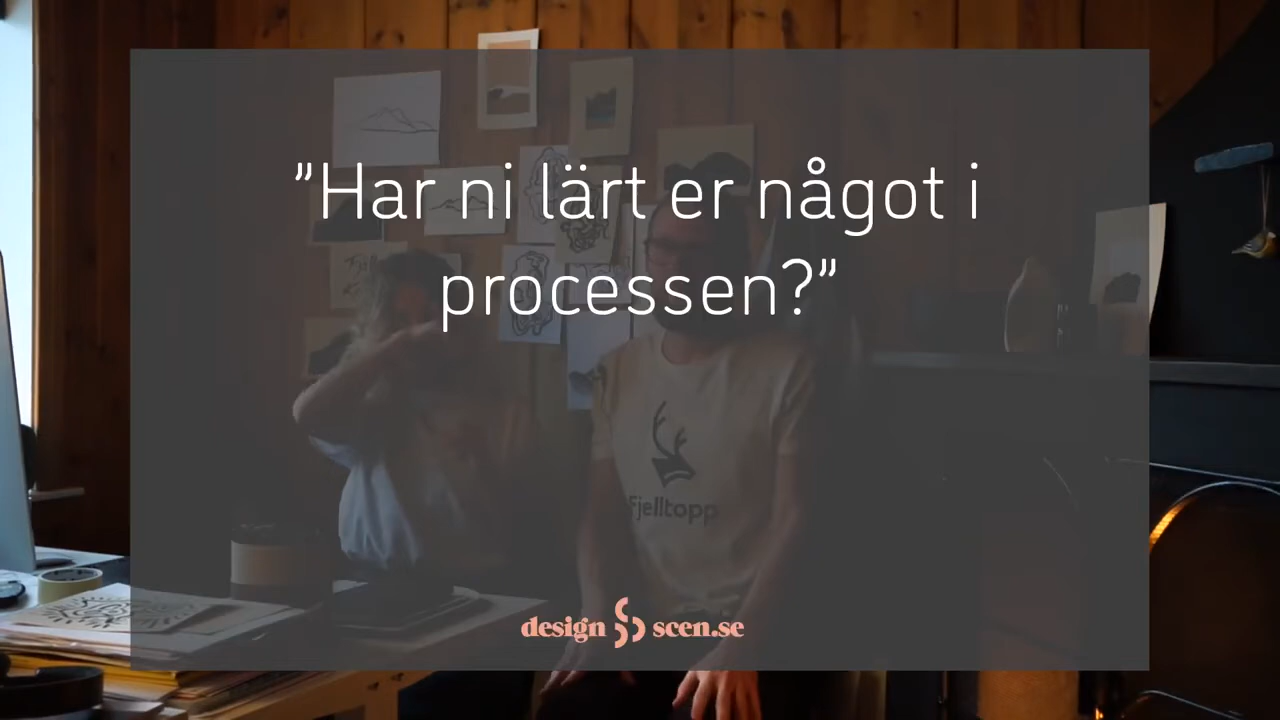 ”Har ni lärt er något i
processen?”
Fjelltopp
design scen.se